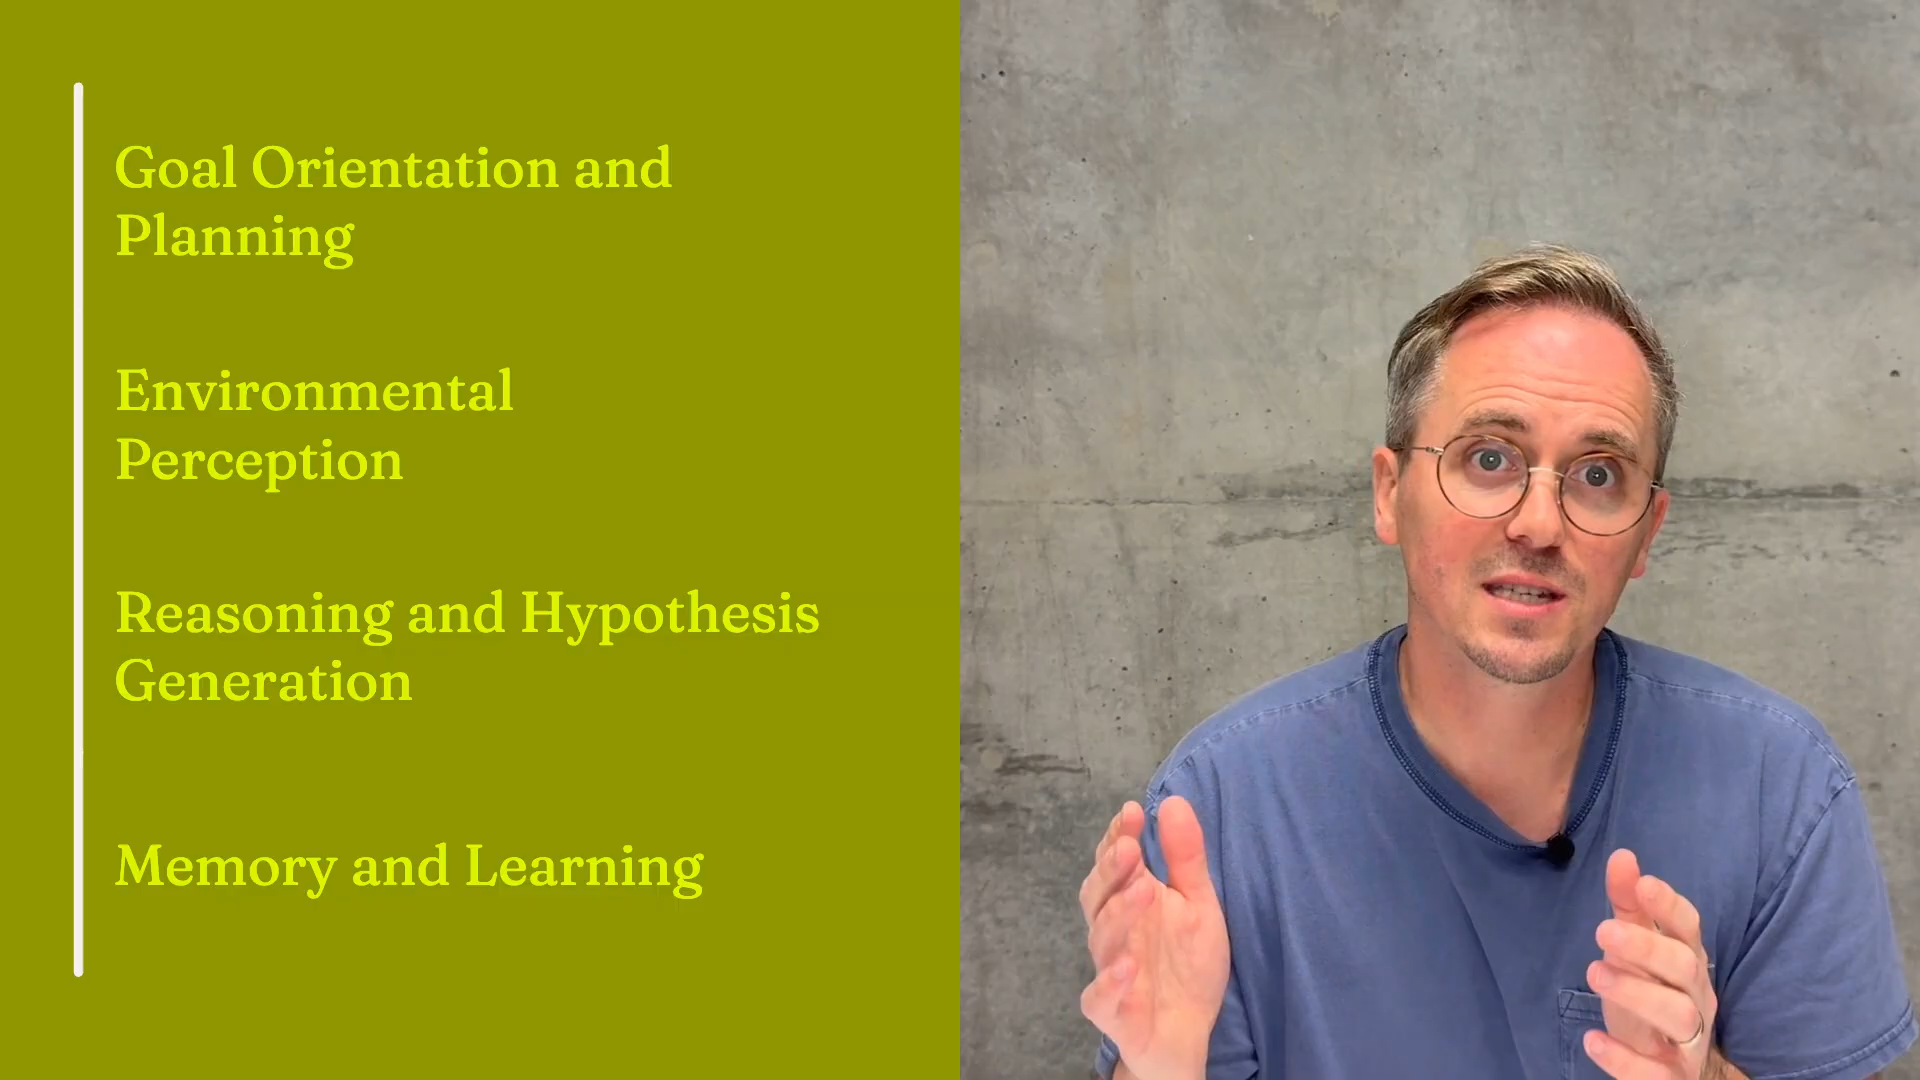 Goal Orientation and
Planning
Environmental
Perception
Reasoning and Hypothesis
Generation
Memory and Learning